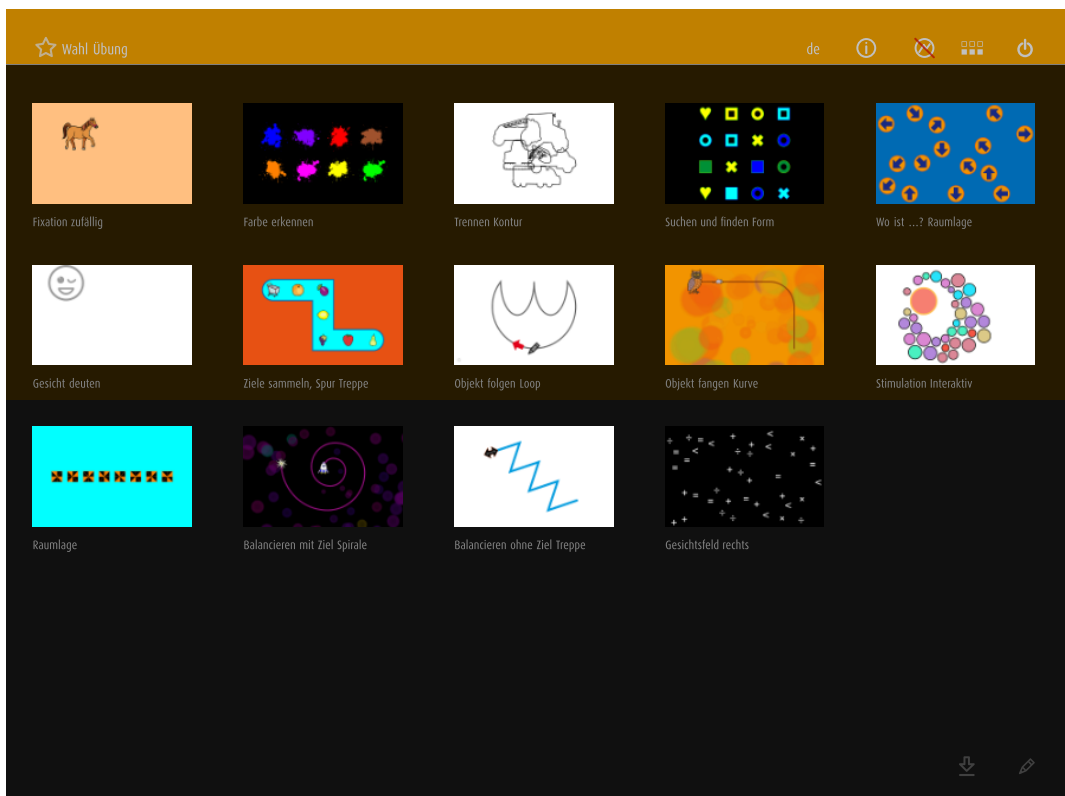 Wahl Übung
de
Fixation zufällig
Farbe erkennen
Trennen Kontur
Suchen und finden Form
Wo ist ...? Raumlage
Gesicht deuten
Ziele sammeln, Spur Treppe
Objekt folgen Loop
Objekt fangen Kurve
Stimulation Interaktiv
Raumlage
Balancieren mit Ziel Spirale
Balancieren ohne Ziel Treppe
Gesichtsfeld rechts